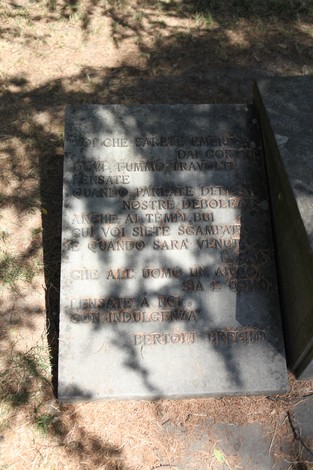 VOI CHE SARETE EMERSI
DAI GORGHI
DOVE FUMMO TRAVOLTI
PENSATE
QUANDO PARLATE DELLE
NOSTRE DEBOLEZZE
ANCHE AI TEMPI BUI
CUI VOI SIETE SCAMPATI
E QUANDO SARA' VENUTA
CHE ALL' UOMO UN AIUTO
SIA L' UOMO
PENSATE A NOI
CON INDULGENZA
BERTOLT BRECHT